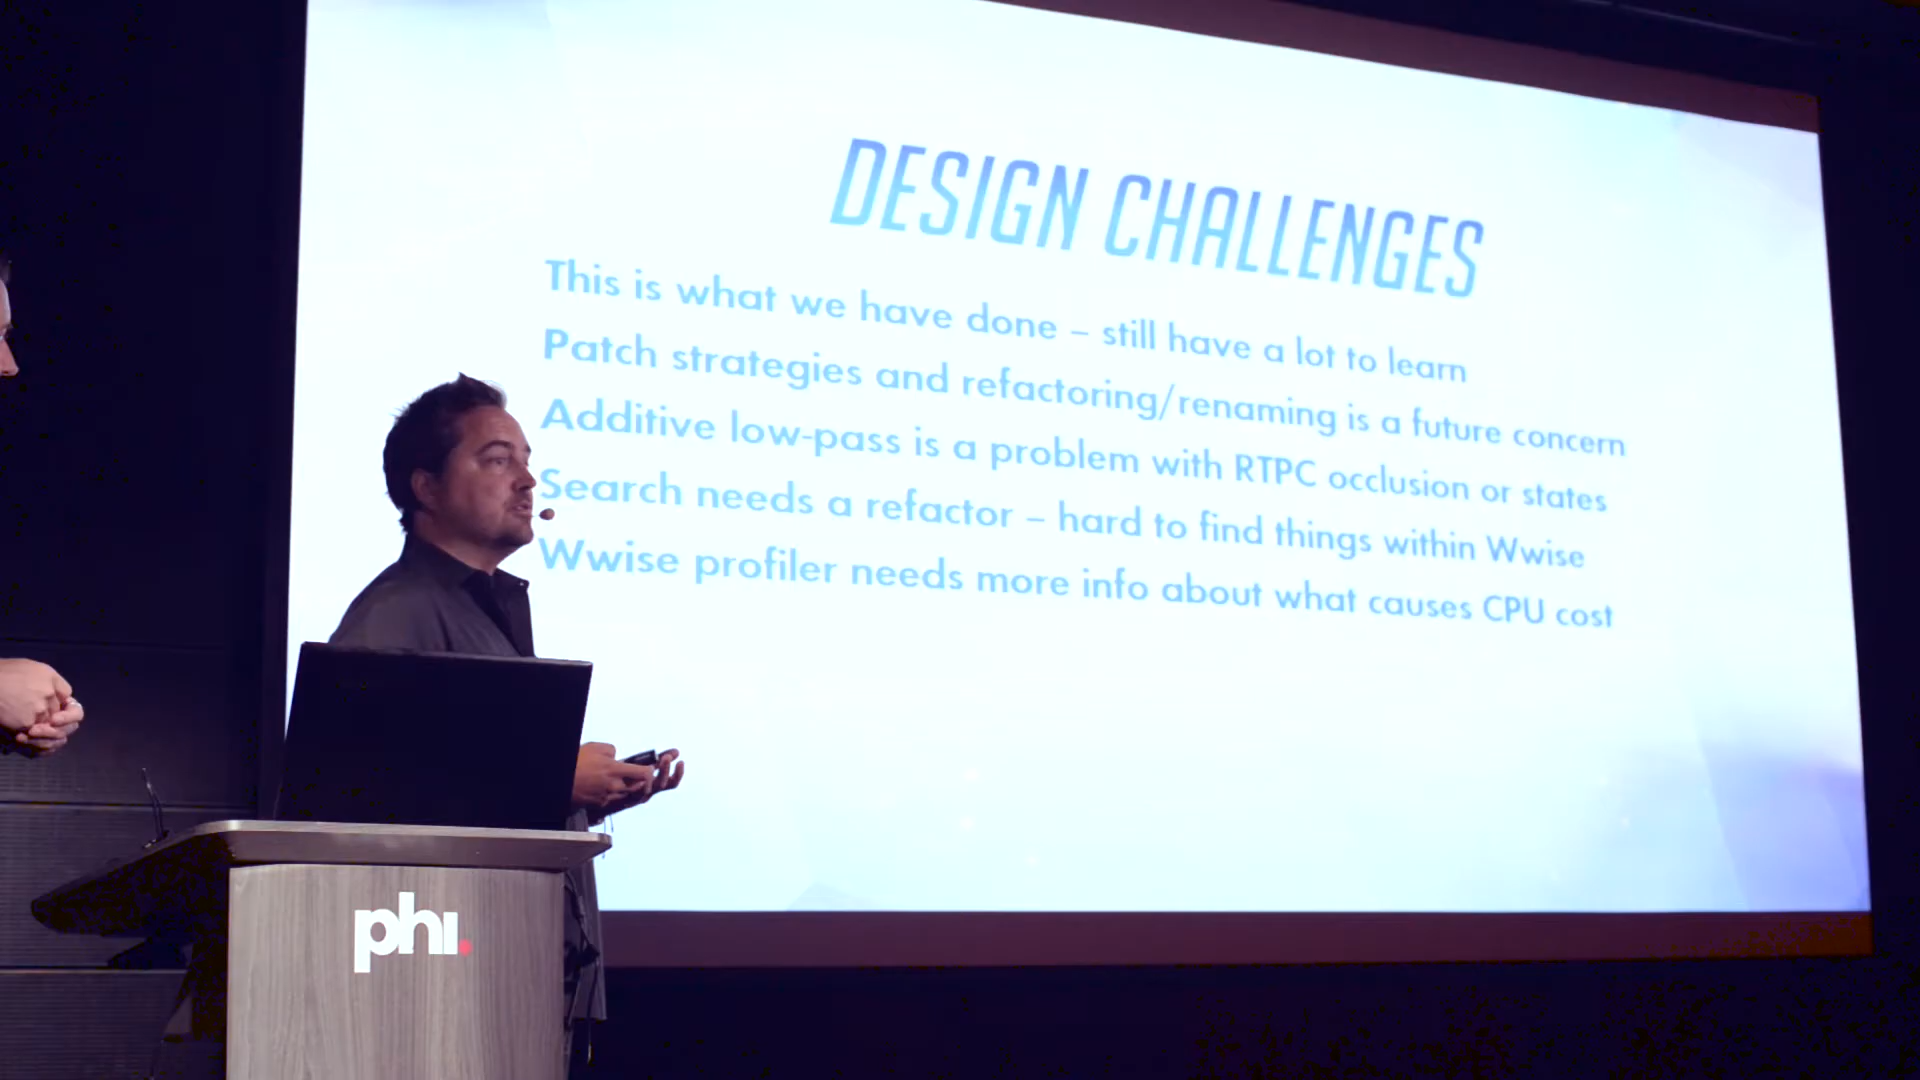 DESIGN CHALLENGES
This is what we have done – still have a lot to learn
Patch strategies and refactoring/renaming is a future concern
Additive low-pass is a problem with RTPC occlusion or states
Search needs a refactor – hard to find things within Wwise
Wwise profiler needs more info about what causes CPU cost
phi.